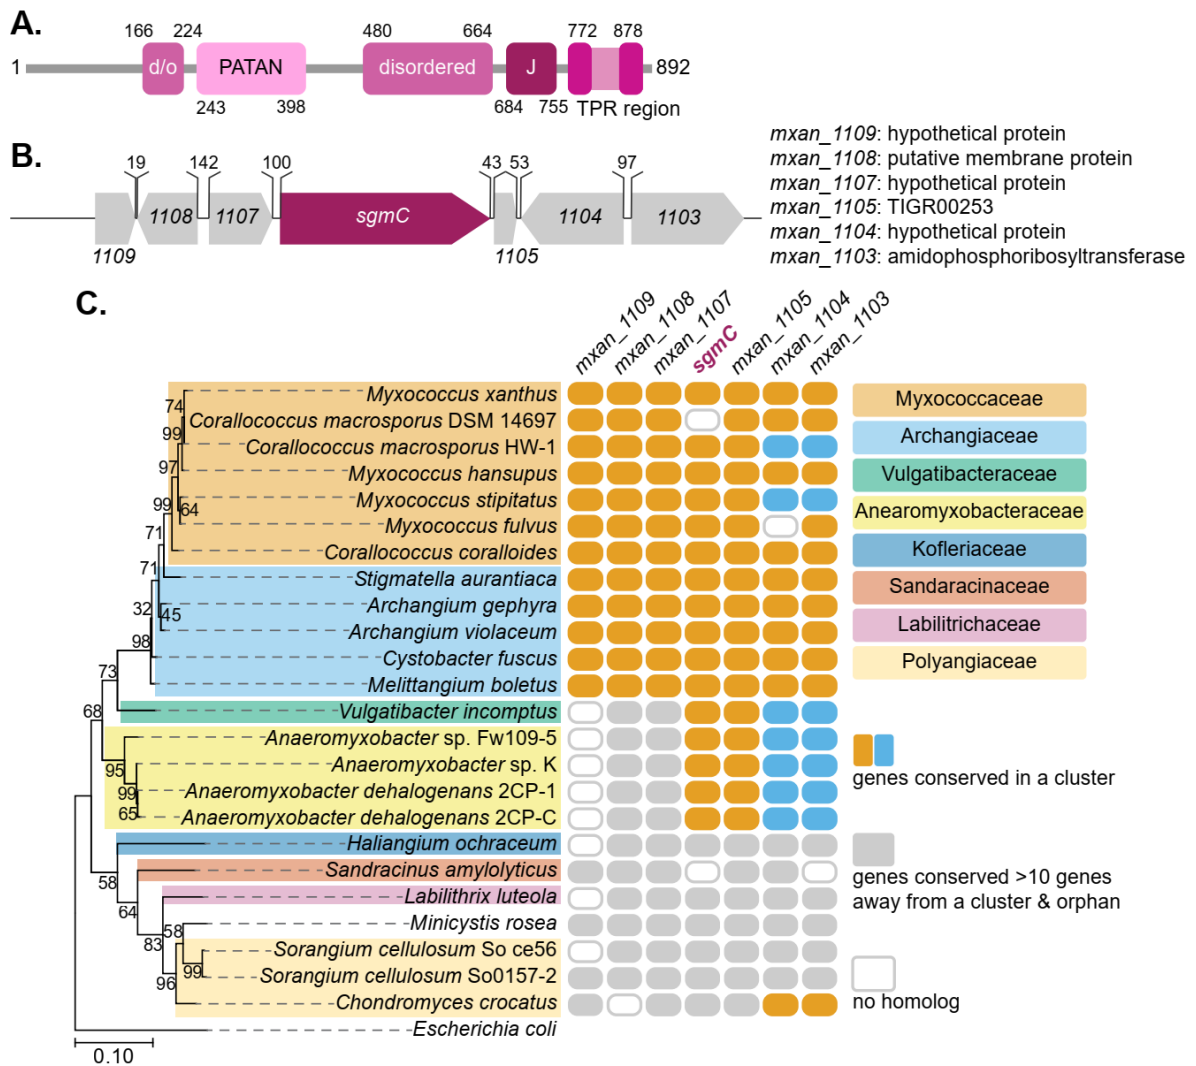 A.
166 224 480 664 772 878
1 d/o PATAN disordered J 892
243 398 684 755 TPR region
B.
19 142 100 43 53 97
1108 1107 sgmC 1104 1103
1109 1105
mxan_1109: hypothetical protein
mxan_1108: putative membrane protein
mxan_1107: hypothetical protein
mxan_1105: TIGR00253
mxan_1104: hypothetical protein
mxan_1103: amidophosphoribosyltransferase
C.
mxan_1109 mxan_1108 mxan_1107 sgmC mxan_1105 mxan_1104 mxan_1103
Myxococcus xanthus
74
Corallococcus macrosporus DSM 14697
99
Corallococcus macrosporus HW-1
97
Myxococcus hansupus
Myxococcus stipitatus
99 64
Myxococcus fulvus
71
Corallococcus coralloides
71
Stigmatella aurantiaca
32 45
Archangium gephyra
Archangium violaceum
98
Cystobacter fuscus
73
Melittangium boletus
68
Vulgatibacter incomptus
Anaeromyxobacter sp. Fw109-5
95
Anaeromyxobacter sp. K
99
Anaeromyxobacter dehalogenans 2CP-1
65
Anaeromyxobacter dehalogenans 2CP-C
Haliangium ochraceum
58
Sandracinus amylolyticus
Labilithrix luteola
64
Minicystis rosea
83 58
Sorangium cellulosum So ce56
99
Sorangium cellulosum So0157-2
96
Chondromyces crocatus
Escherichia coli
0.10
Myxococcaceae
Archangiaceae
Vulgatibacteraceae
Anearomyxobacteraceae
Kofleriaceae
Sandaracinaceae
Labilitrichaceae
Polyangiaceae
genes conserved in a cluster
genes conserved >10 genes
away from a cluster & orphan
no homolog